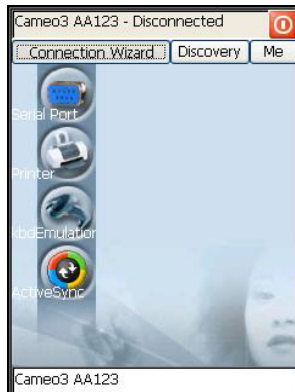 Cameo3 AA123 - Disconnected
Connection Wizard Discovery Me
Serial Port
Printer
kbdEmulation
ActiveSync
Cameo3 AA123